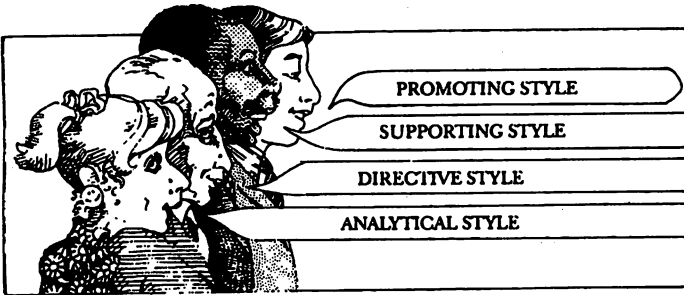 PROMOTING STYLE
SUPPORTING STYLE
DIRECTIVE STYLE
ANALYTICAL STYLE